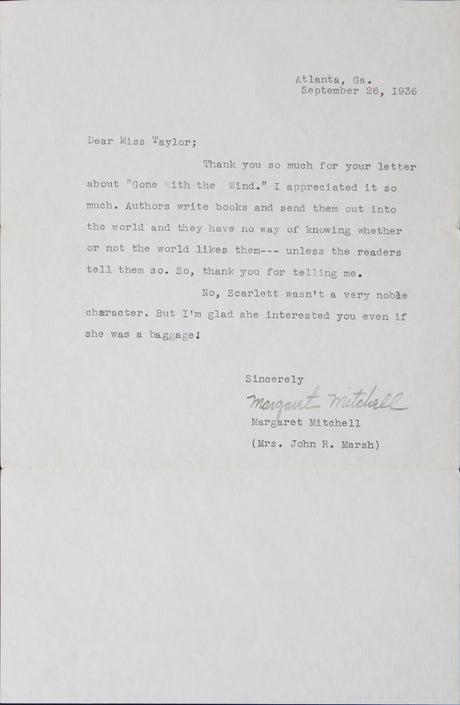 Atlanta, Ga.
September 26, 1936
Dear Miss Taylor;
Thank you so much for your letter
about "Gone With the Wind." I appreciated it so
much. Authors write books and send them out into
the world and they have no way of knowing whether
or not the world likes them--- unless the readers
tell them so. So, thank you for telling me.
No, Scarlett wasn't a very noble
character. But I'm glad she interested you even if
she was a baggage!
Sincerely
Margaret Mitchell
Margaret Mitchell
(Mrs. John R. Marsh)